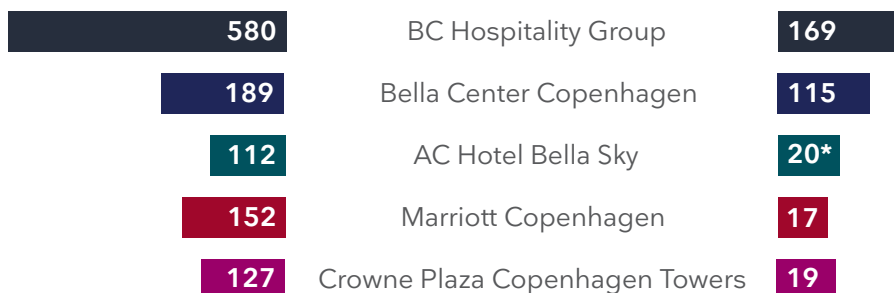 580 BC Hospitality Group 169
189 Bella Center Copenhagen 115
112 AC Hotel Bella Sky 20*
152 Marriott Copenhagen 17
127 Crowne Plaza Copenhagen Towers 19